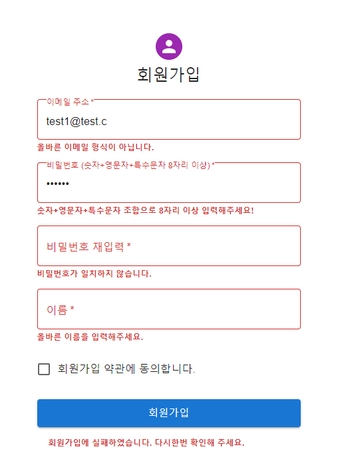 회원가입
이메일 주소 *
test1@test.c
올바른 이메일 형식이 아닙니다.
비밀번호 (숫자+영문자+특수문자 8자리 이상) *
••••••
숫자+영문자+특수문자 조합으로 8자리 이상 입력해주세요!
비밀번호 재입력 *
비밀번호가 일치하지 않습니다.
이름 *
올바른 이름을 입력해주세요.
회원가입 약관에 동의합니다.
회원가입
회원가입에 실패하였습니다. 다시한번 확인해 주세요.